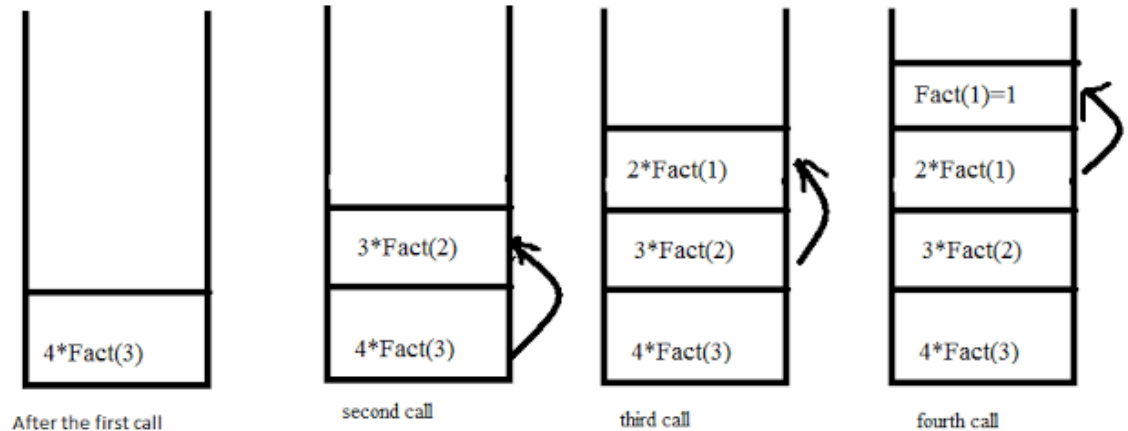 4*Fact(3)
After the first call
3*Fact(2)
4*Fact(3)
second call
2*Fact(1)
3*Fact(2)
4*Fact(3)
third call
Fact(1)=1
2*Fact(1)
3*Fact(2)
4*Fact(3)
fourth call